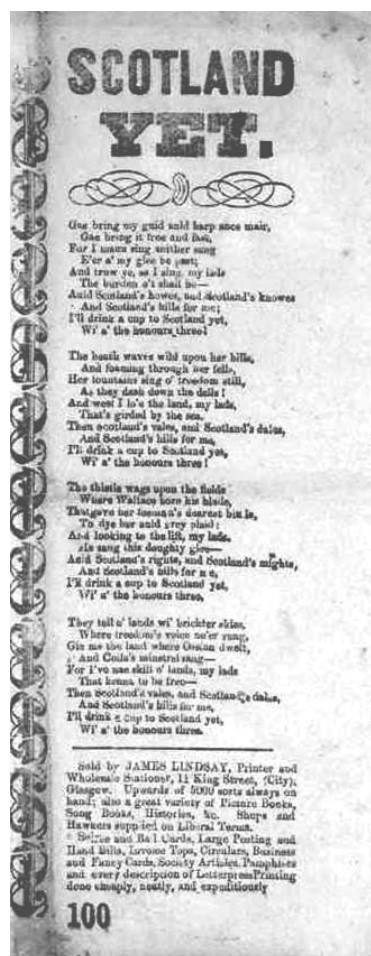 SCOTLAND
YET.
Gae bring my guid auld harp ance mair,
Gae bring it free and fast,
For I maun sing anither sang
E'er a' my glee be past;
And trow ye, as I sing, my lads
The burden o't shall be—
Auld Scotland's howes, and Scotland's knowes
And Scotland's hills for me;
I'll drink a cup to Scotland yet,
Wi' a' the honours three!
The heath waves wild upon her hills,
And foaming through her fells,
Her fountains sing o' freedom still,
As they dash down the dells!
And weel I lo'e the land, my lads,
That's girded by the sea.
Then Scotland's vales, and Scotland's dales,
And Scotland's hills for me,
I'll drink a cup to Scotland yet,
Wi' a' the honours three!
The thistle wags upon the fields
Where Wallace bore his blade,
That gave her foeman's dearest bluid,
To dye her auld grey plaid:
And looking to the lift, my lads,
He sang this doughty glee—
Auld Scotland's rights, and Scotland's mights,
And Scotland's hills for me,
I'll drink a cup to Scotland yet,
Wi' a' the honours three,
They tell o' lands wi' brichter skies,
Where freedom's voice ne'er rang,
Gie me the land where Ossian dwelt,
And Coila's minstrel sang—
For I've nae skill o' lands, my lads
That kenna to be free—
Then Scotland's vales, and Scotland's dales,
And Scotland's hills for me,
I'll drink a cup to Scotland yet,
Wi' a' the honours three.
Sold by JAMES LINDSAY, Printer and
Wholesale Stationer, 11 King Street, (City),
Glasgow. Upwards of 5000 sorts always on
hand; also a great variety of Picture Books,
Song Books, Histories, &c. Shops and
Hawkers supplied on Liberal Terms.
and Ball Cards, Large Posting and
Hand Bills, Invoice Tops, Circulars, Business
and Fancy Cards, Society Articles, Pamphlets
and every description of Letterpress Printing
done cheaply, neatly, and expeditiously
100